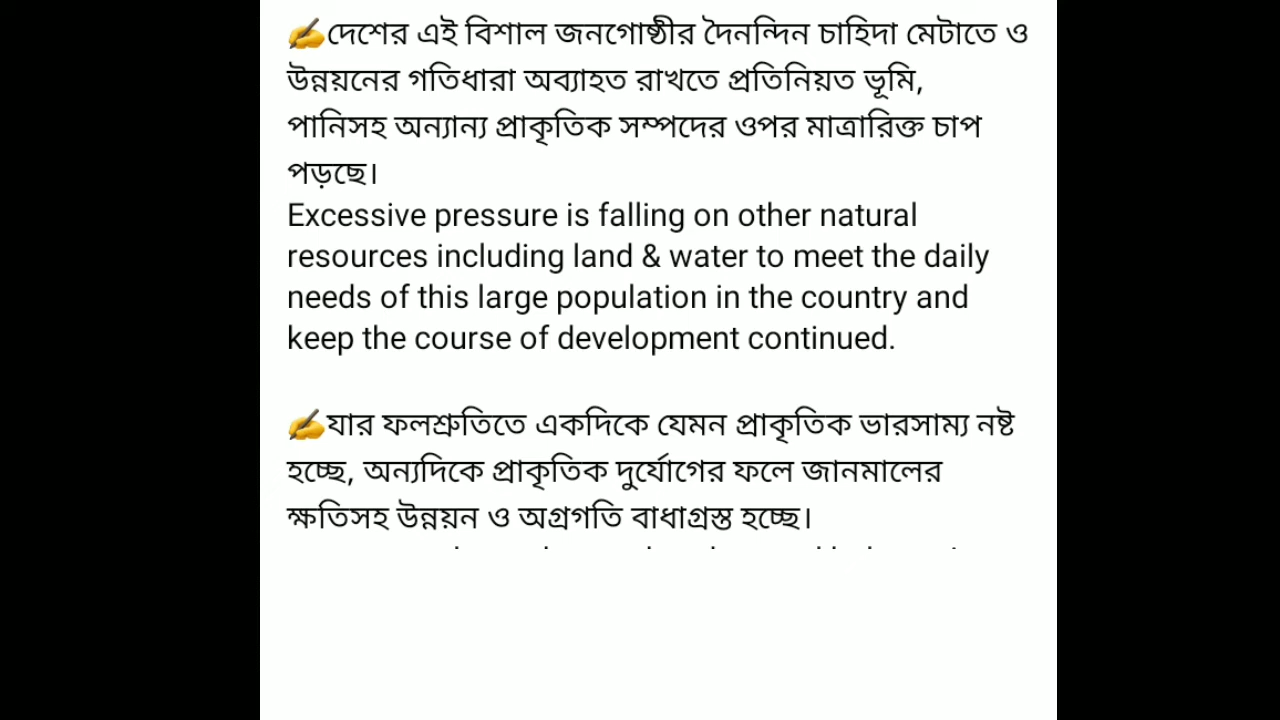 ✍️দেশের এই বিশাল জনগোষ্ঠীর দৈনন্দিন চাহিদা মেটাতে ও
উন্নয়নের গতিধারা অব্যাহত রাখতে প্রতিনিয়ত ভূমি,
পানিসহ অন্যান্য প্রাকৃতিক সম্পদের ওপর মাত্রারিক্ত চাপ
পড়ছে।
Excessive pressure is falling on other natural
resources including land & water to meet the daily
needs of this large population in the country and
keep the course of development continued.
✍️যার ফলশ্রুতিতে একদিকে যেমন প্রাকৃতিক ভারসাম্য নষ্ট
হচ্ছে, অন্যদিকে প্রাকৃতিক দুর্যোগের ফলে জানমালের
ক্ষতিসহ উন্নয়ন ও অগ্রগতি বাধাগ্রস্ত হচ্ছে।